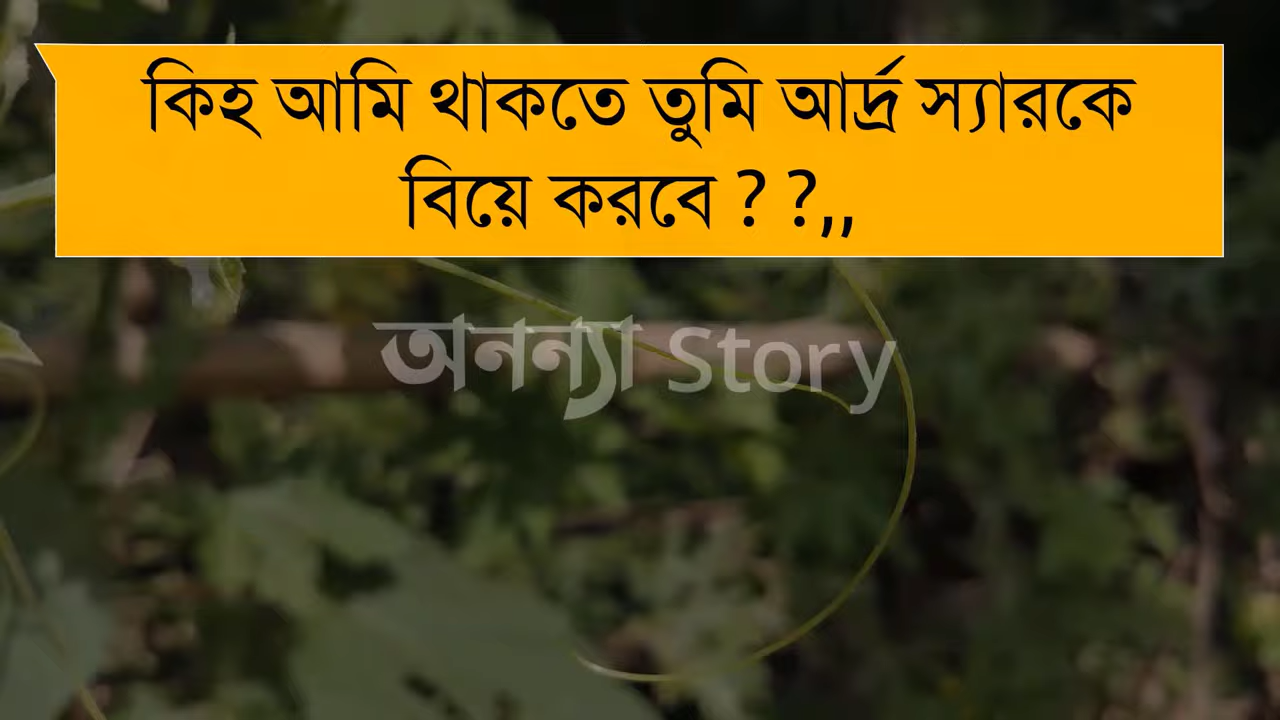 কিহ আমি থাকতে তুমি আর্দ্র স্যারকে
বিয়ে করবে ? ?,,
অনন্যা Story